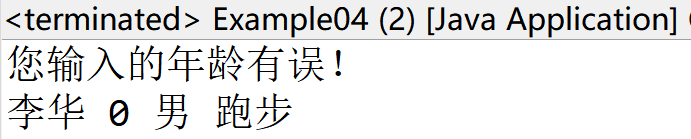 <terminated> Example04 (2) [Java Application]
您输入的年龄有误!
李华 0 男 跑步